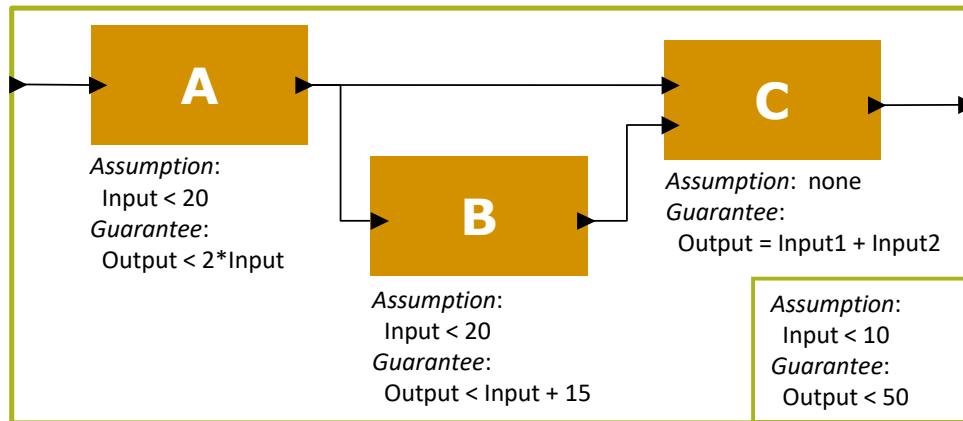 A
Assumption:
Input < 20
Guarantee:
Output < 2*Input
B
Assumption:
Input < 20
Guarantee:
Output < Input + 15
C
Assumption: none
Guarantee:
Output = Input1 + Input2
Assumption:
Input < 10
Guarantee:
Output < 50